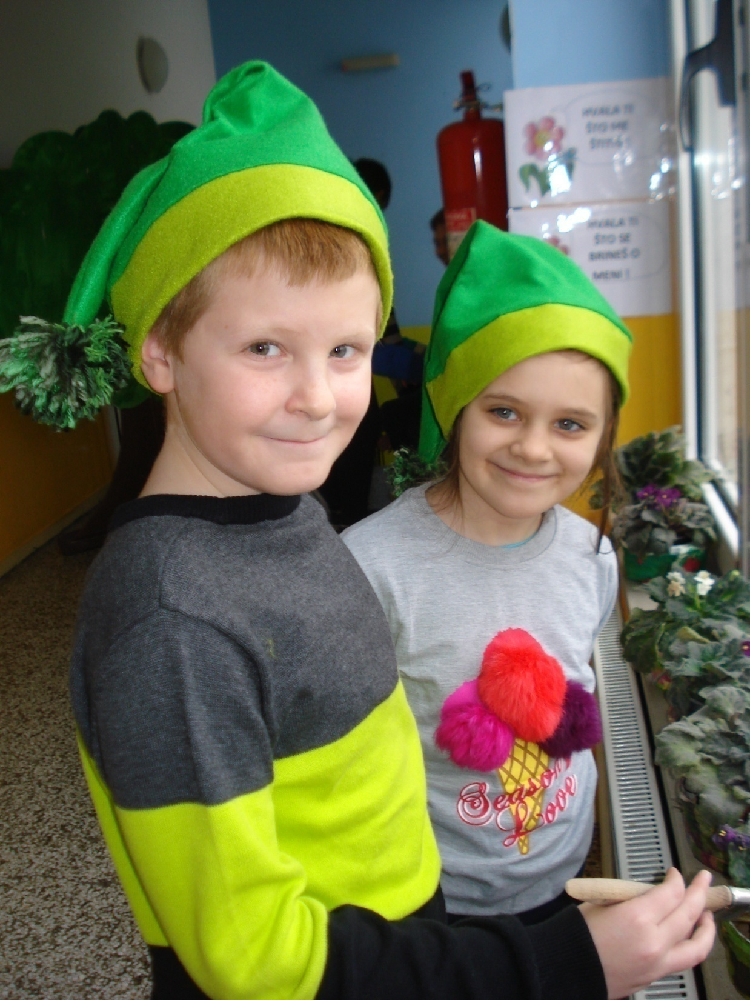 HVALA TI
ŠTO ME
HVALA TI
ŠTO SE
BRINEŠ O
MENI !
Season
Love